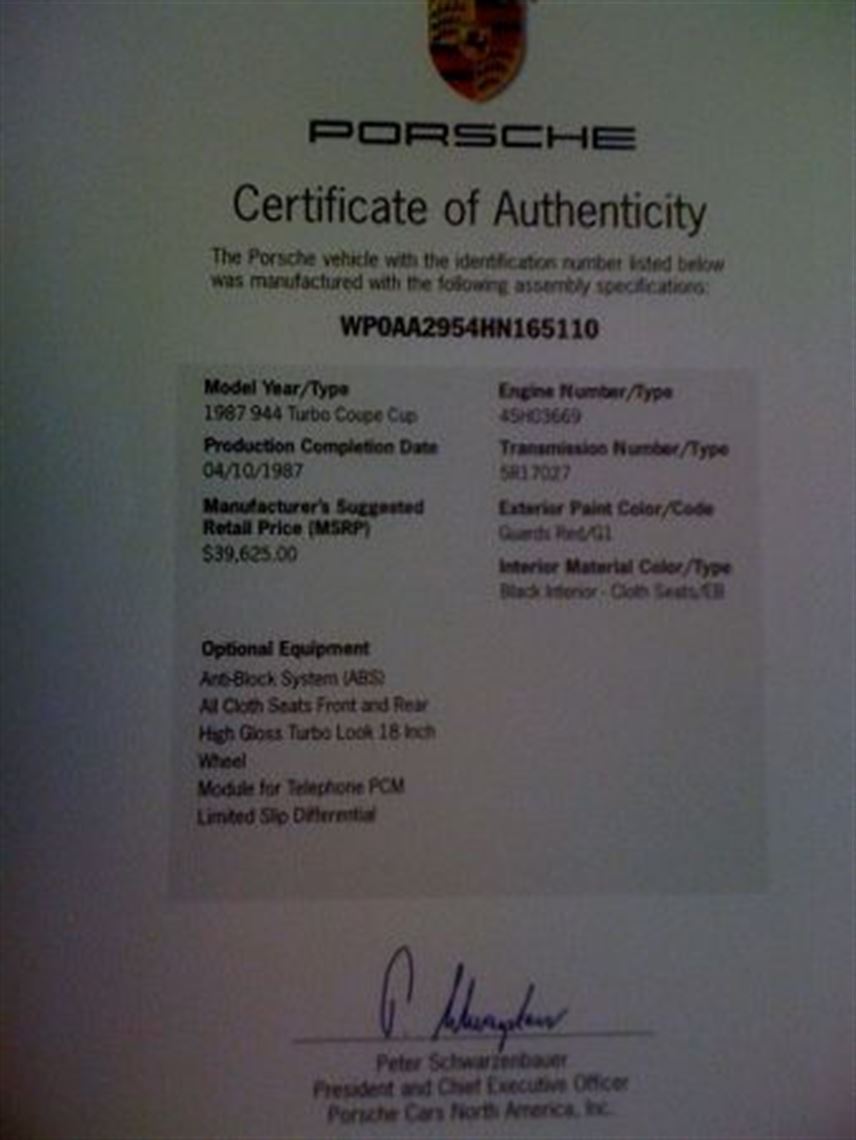 PORSCHE
Certificate of Authenticity
The Porsche vehicle with the identification number listed below
was manufactured with the following assembly specifications:
WP0AA2954HN165110
Model Year/Type
1987 944 Turbo Coupe Cup
Production Completion Date
04/10/1987
Manufacturer's Suggested
Retail Price (MSRP)
$39,625.00
Engine Number/Type
45H03669
Transmission Number/Type
5R17027
Exterior Paint Color/Code
Guards Red/G1
Interior Material Color/Type
Black Interior - Cloth Seats/EB
Optional Equipment
Anti-Block System (ABS)
All Cloth Seats Front and Rear
High Gloss Turbo Look 18 Inch
Wheel
Module for Telephone PCM
Limited Slip Differential
Peter Schwarzenbauer
President and Chief Executive Officer
Porsche Cars North America, Inc.